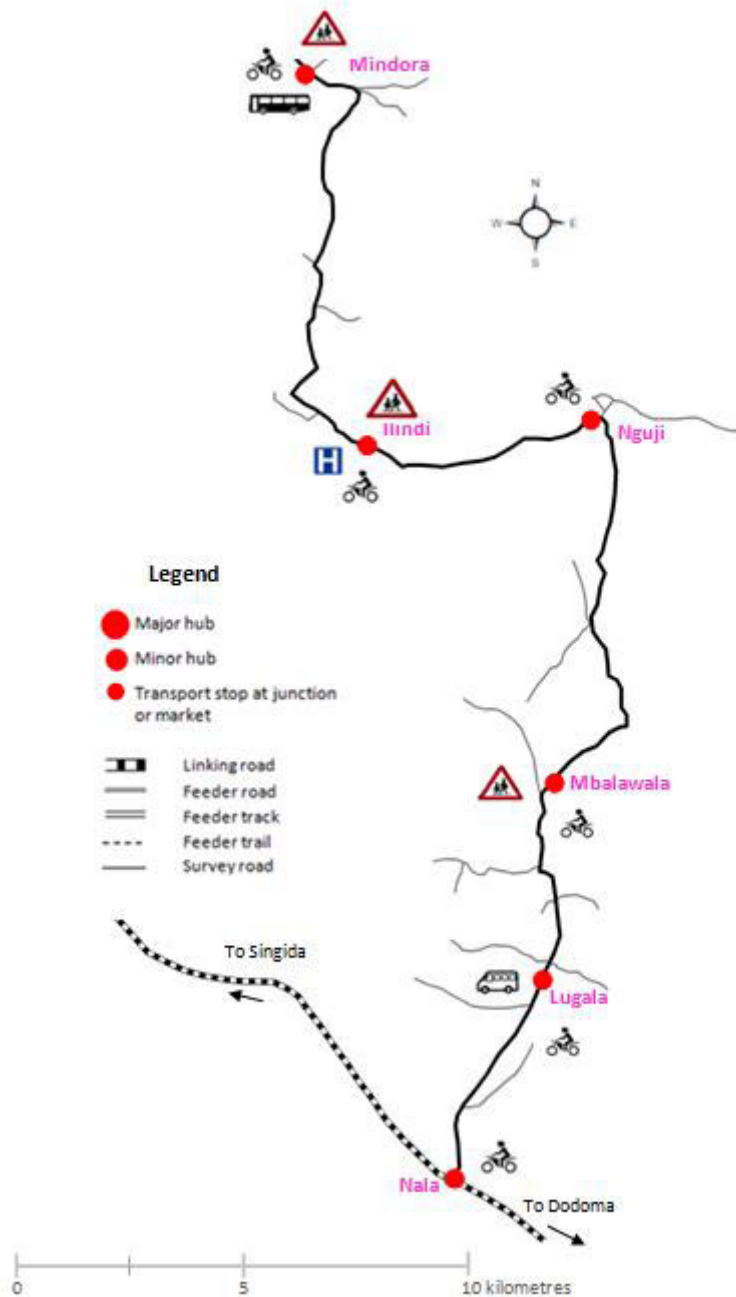 Mindora
N
W E
S
Ilindi
H
Nguji
Legend
Major hub
Minor hub
Transport stop at junction
or market
Linking road
Feeder road
Feeder track
Feeder trail
Survey road
Mbalawala
To Singida
Lugala
Nala
To Dodoma
0 5 10 kilometres